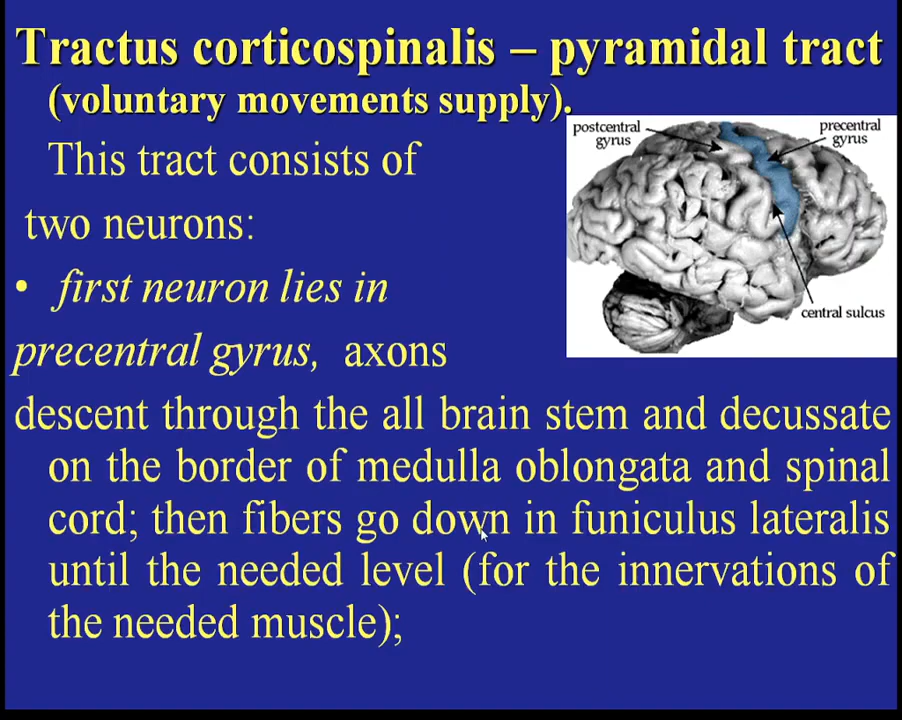 Tractus corticospinalis – pyramidal tract
(voluntary movements supply).
postcentral
gyrus
precentral
gyrus
central sulcus
This tract consists of
two neurons:
• first neuron lies in
precentral gyrus, axons
descent through the all brain stem and decussate
on the border of medulla oblongata and spinal
cord; then fibers go down in funiculus lateralis
until the needed level (for the innervations of
the needed muscle);